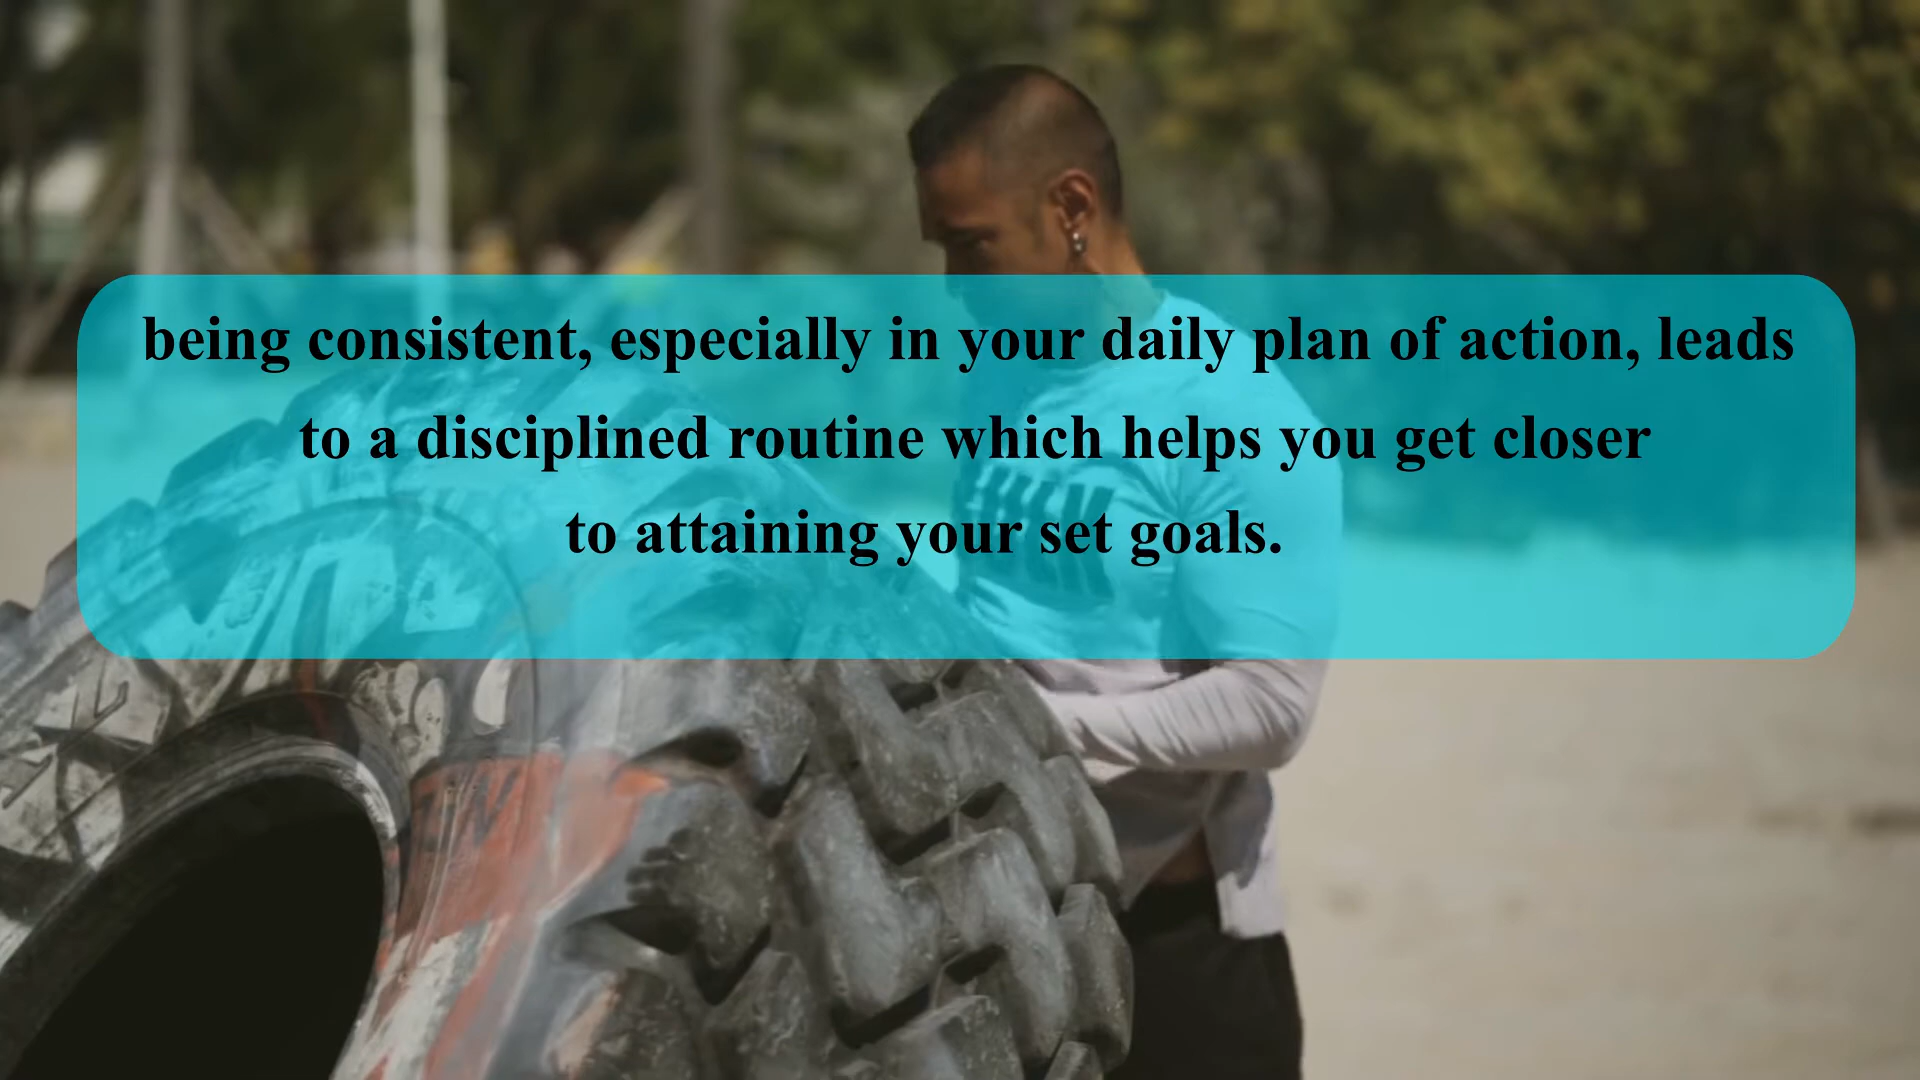 being consistent, especially in your daily plan of action, leads
to a disciplined routine which helps you get closer
to attaining your set goals.